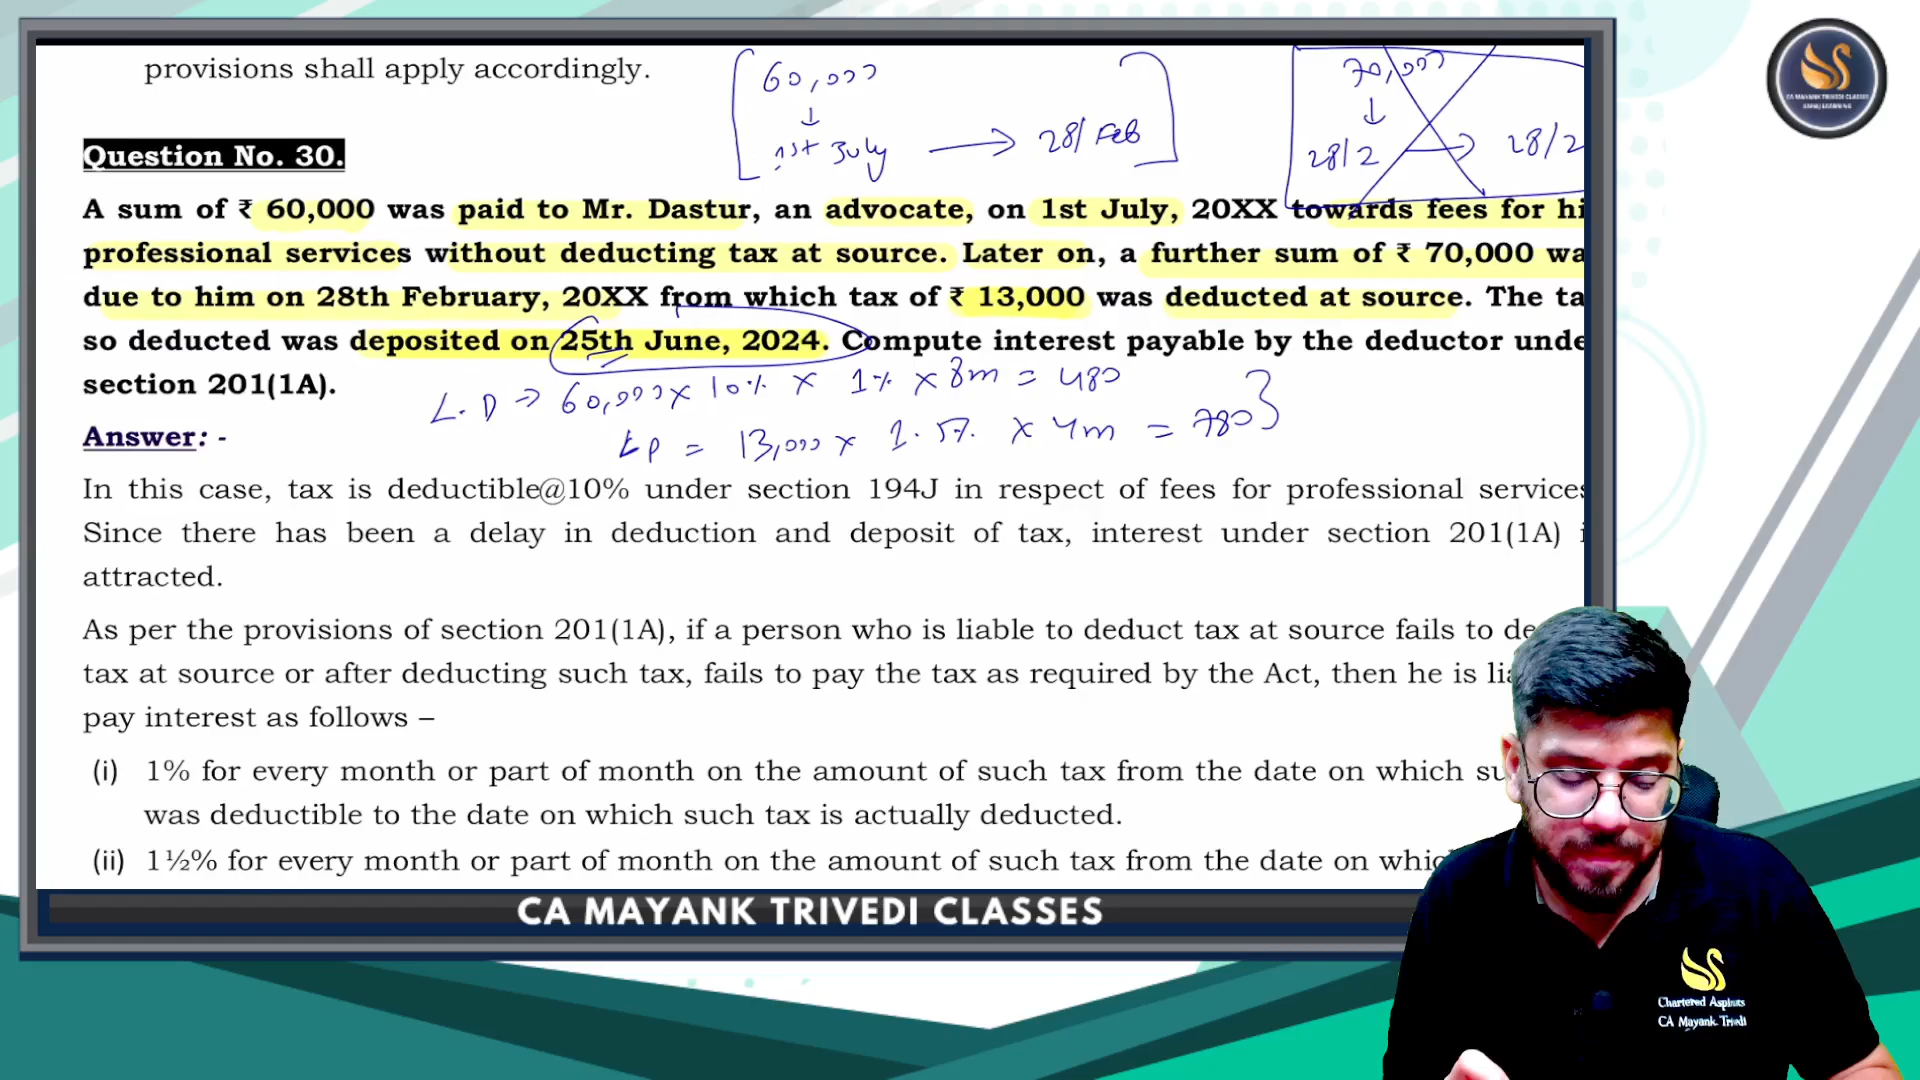 provisions shall apply accordingly.
60,000
↓
1st July → 28/Feb
70,000
↓
28/2 → 28/2
Question No. 30.
A sum of ₹ 60,000 was paid to Mr. Dastur, an advocate, on 1st July, 20XX towards fees for hi
professional services without deducting tax at source. Later on, a further sum of ₹ 70,000 wa
due to him on 28th February, 20XX from which tax of ₹ 13,000 was deducted at source. The ta
so deducted was deposited on 25th June, 2024. Compute interest payable by the deductor unde
section 201(1A).
L.D → 60,000 x 10% x 1% x 8m = 480
LP = 13,000 x 1.5% x 4m = 780}
Answer: -
In this case, tax is deductible@10% under section 194J in respect of fees for professional services
Since there has been a delay in deduction and deposit of tax, interest under section 201(1A) i
attracted.
As per the provisions of section 201(1A), if a person who is liable to deduct tax at source fails to de
tax at source or after deducting such tax, fails to pay the tax as required by the Act, then he is lia
pay interest as follows –
(i) 1% for every month or part of month on the amount of such tax from the date on which su
was deductible to the date on which such tax is actually deducted.
(ii) 1½% for every month or part of month on the amount of such tax from the date on whic
CA MAYANK TRIVEDI CLASSES
CA MAYANK TRIVEDI CLASSES
Chartered Aspirants
CA Mayank Trivedi